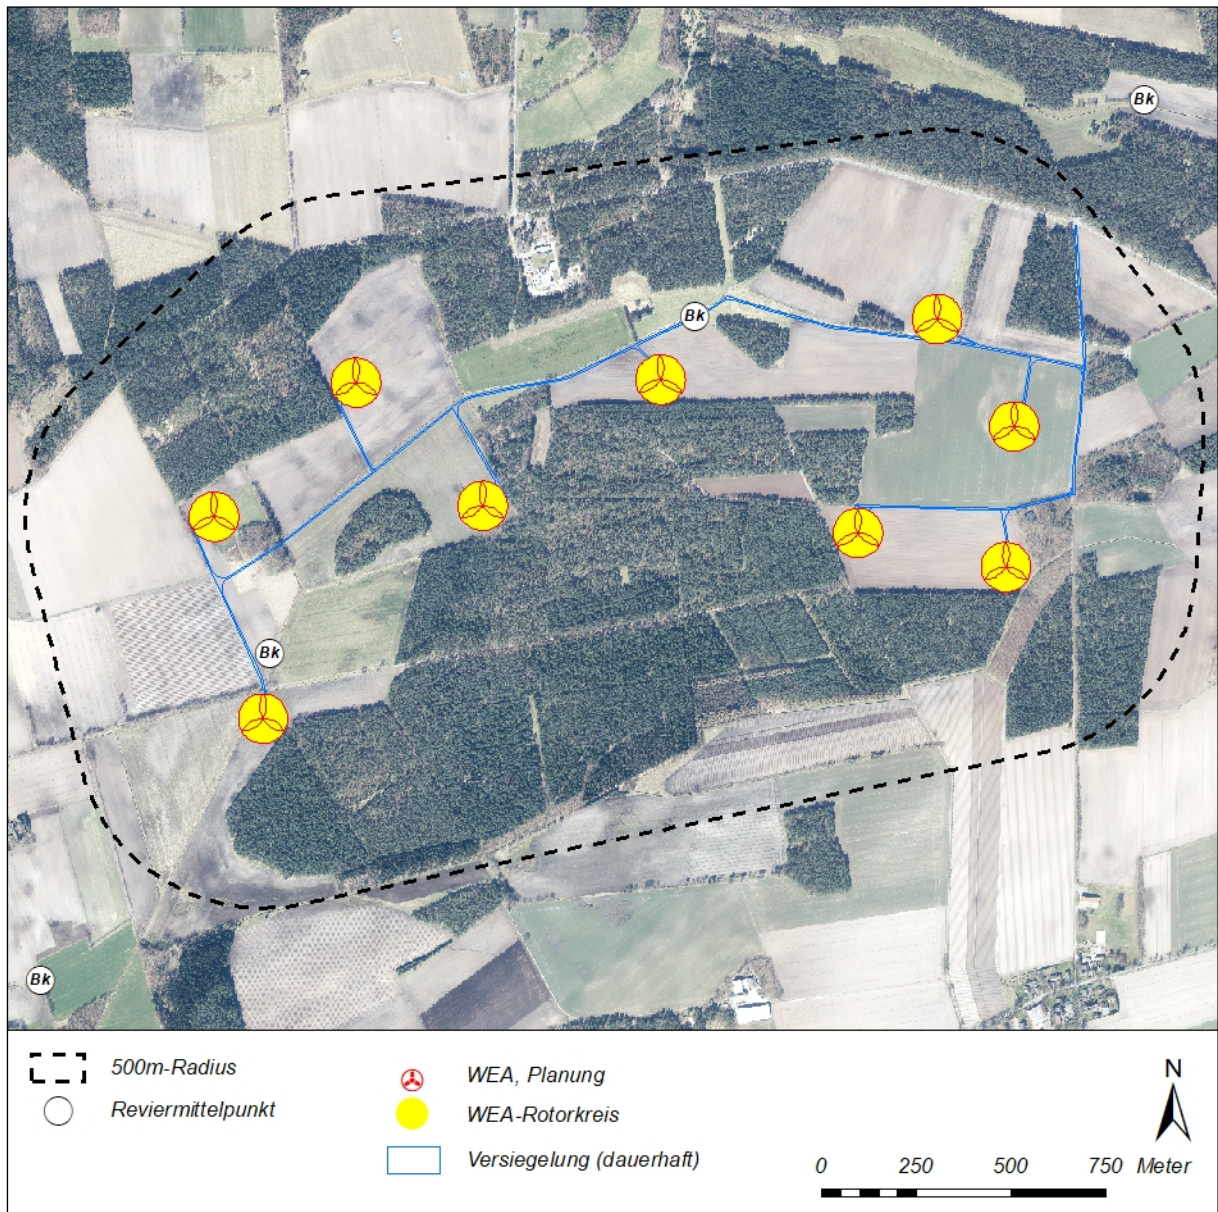 Bk
Bk
Bk
Bk
500m-Radius
Reviermittelpunkt
WEA, Planung
WEA-Rotorkreis
Versiegelung (dauerhaft)
N
0 250 500 750 Meter